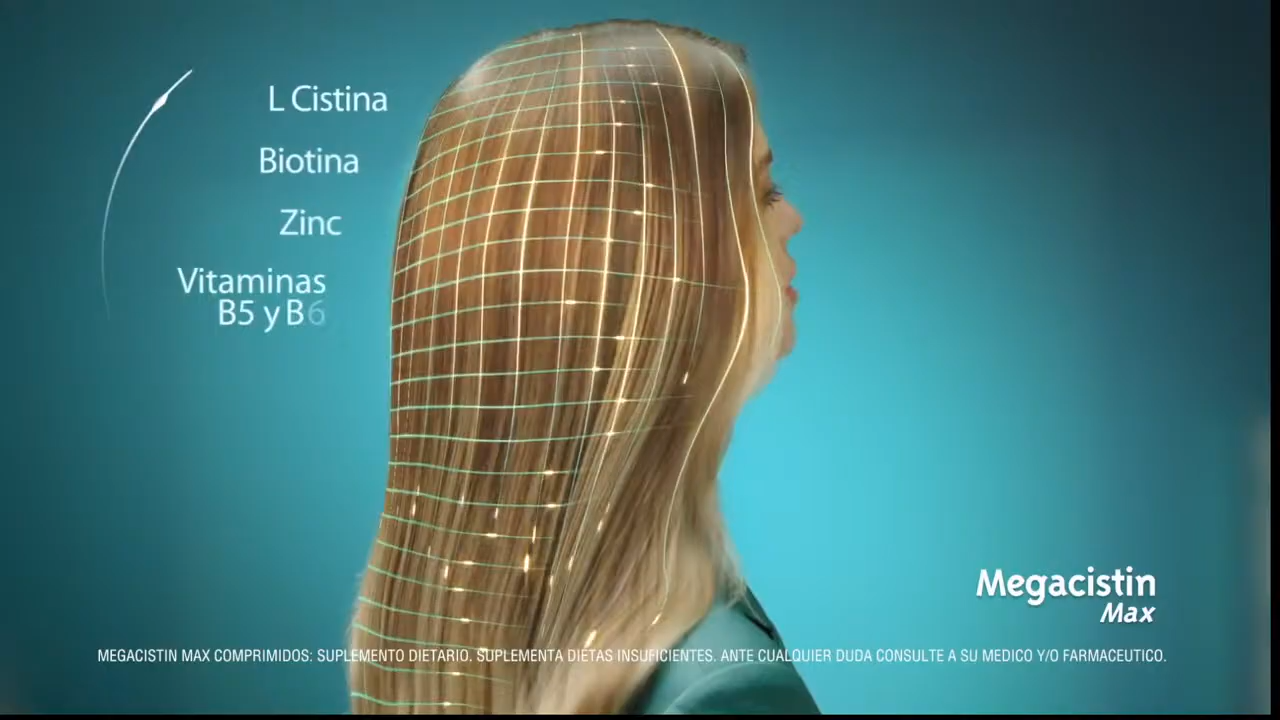 L Cistina
Biotina
Zinc
Vitaminas
B5 y B6
Megacistin
Max
MEGACISTIN MAX COMPRIMIDOS: SUPLEMENTO DIETARIO. SUPLEMENTA DIETAS INSUFICIENTES. ANTE CUALQUIER DUDA CONSULTE A SU MEDICO Y/O FARMACEUTICO.